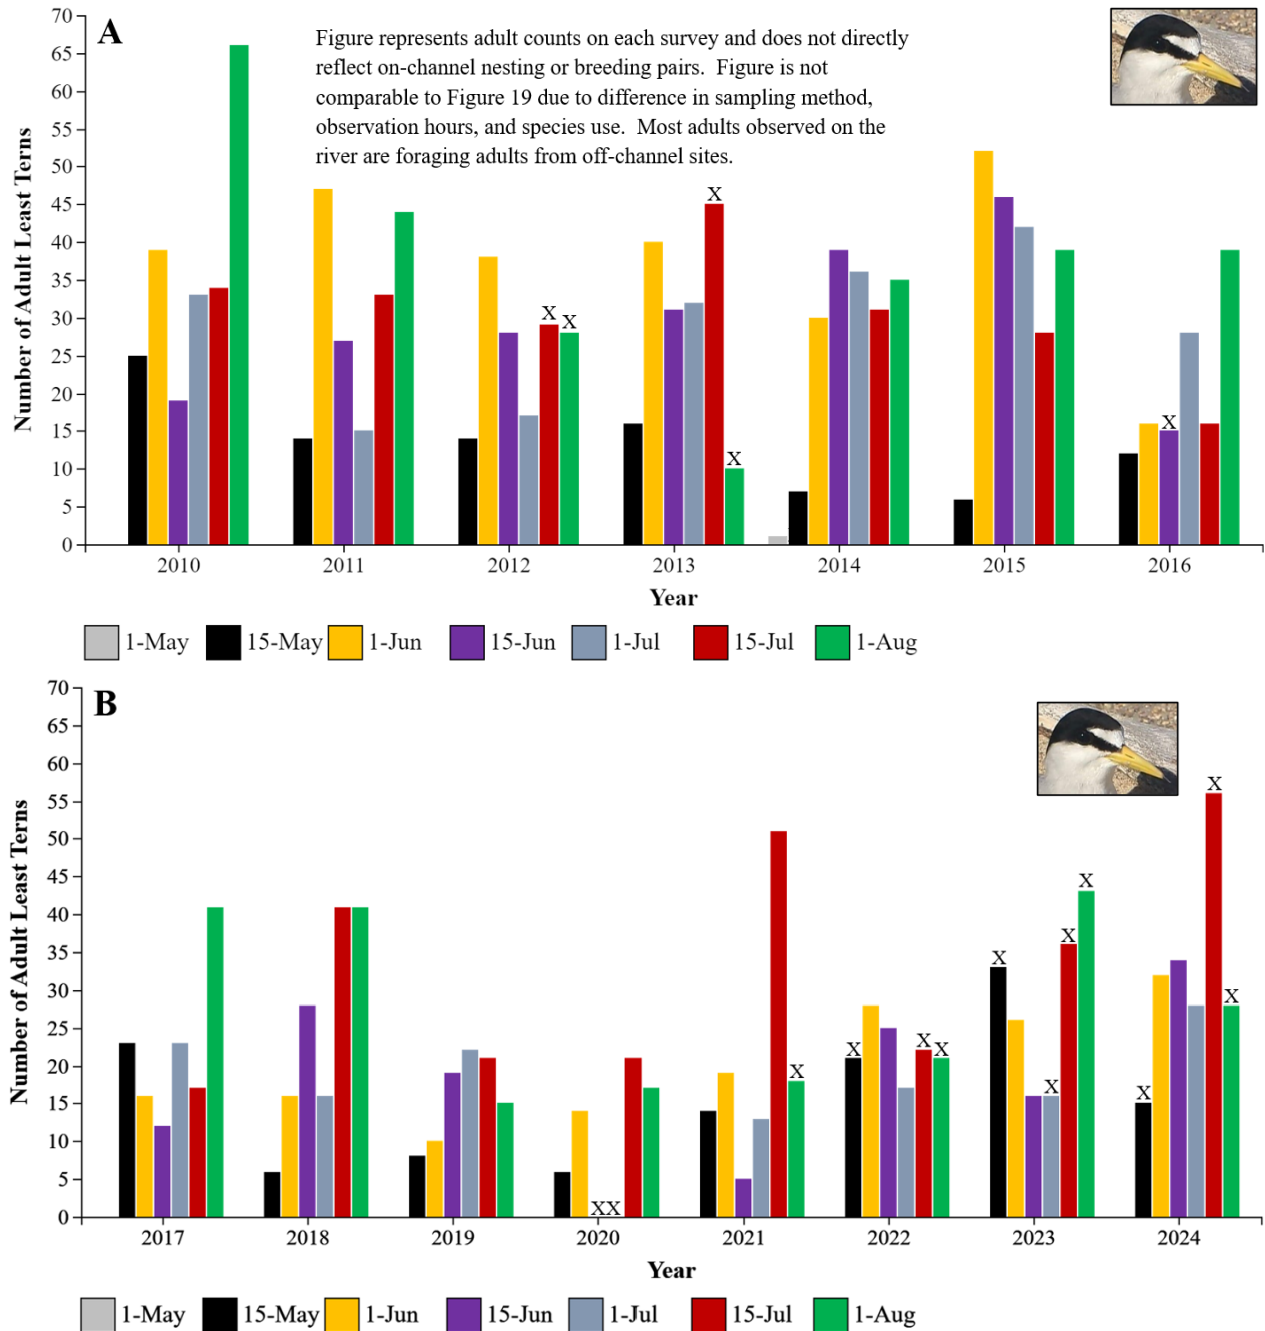 A
Figure represents adult counts on each survey and does not directly
reflect on-channel nesting or breeding pairs. Figure is not
comparable to Figure 19 due to difference in sampling method,
observation hours, and species use. Most adults observed on the
river are foraging adults from off-channel sites.
Number of Adult Least Terns
70
65
60
55
50
45
40
35
30
25
20
15
10
5
0
X
X X
X
X
2010 2011 2012 2013 2014 2015 2016
Year
1-May 15-May 1-Jun 15-Jun 1-Jul 15-Jul 1-Aug
B
Number of Adult Least Terns
70
65
60
55
50
45
40
35
30
25
20
15
10
5
0
XX
X
X X X
X X X X
X X X
2017 2018 2019 2020 2021 2022 2023 2024
Year
1-May 15-May 1-Jun 15-Jun 1-Jul 15-Jul 1-Aug